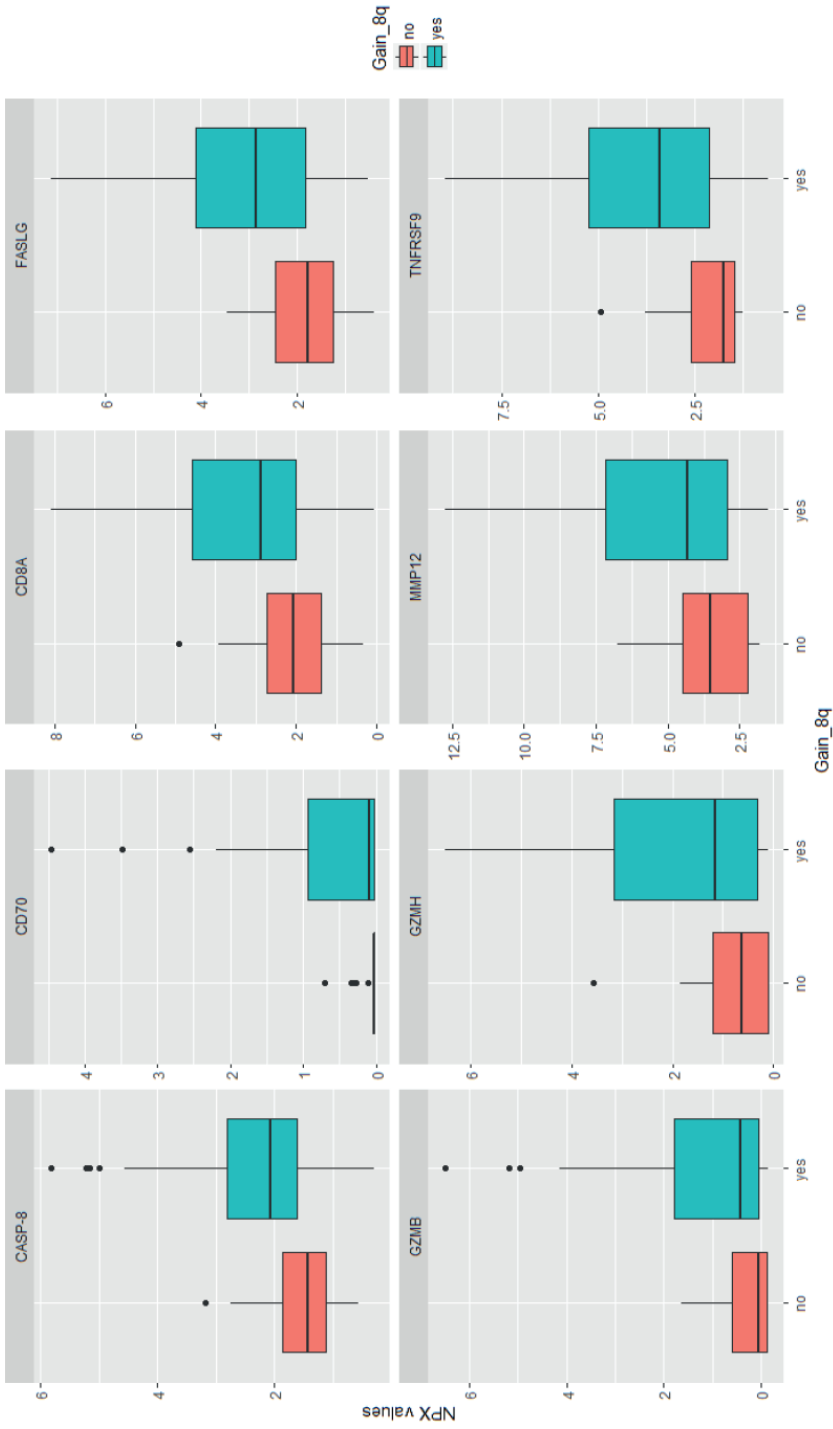 CASP-8
CD70
CD8A
FASLG
6
4
2
4
3
2
1
0
8
6
4
2
0
6
4
2
GZMB
GZMH
MMP12
TNFRSF9
6
4
2
0
6
4
2
0
12.5
10.0
7.5
5.0
2.5
7.5
5.0
2.5
no
yes
no
yes
no
yes
no
yes
NPX values
Gain_8q
Gain_8q
no
yes